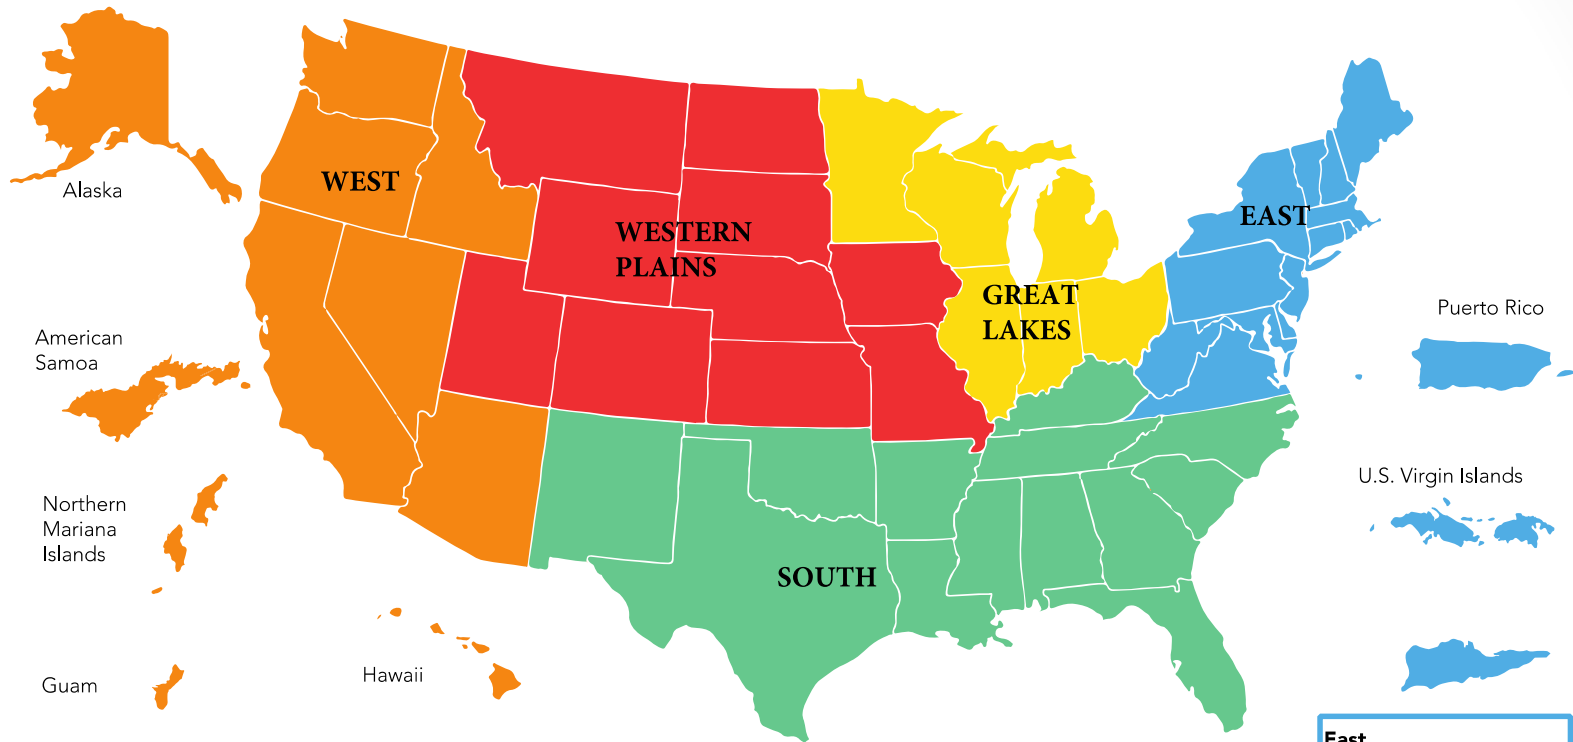 Alaska
WEST
WESTERN
PLAINS
EAST
GREAT
LAKES
Puerto Rico
American
Samoa
U.S. Virgin Islands
Northern
Mariana
Islands
SOUTH
Guam
Hawaii
East